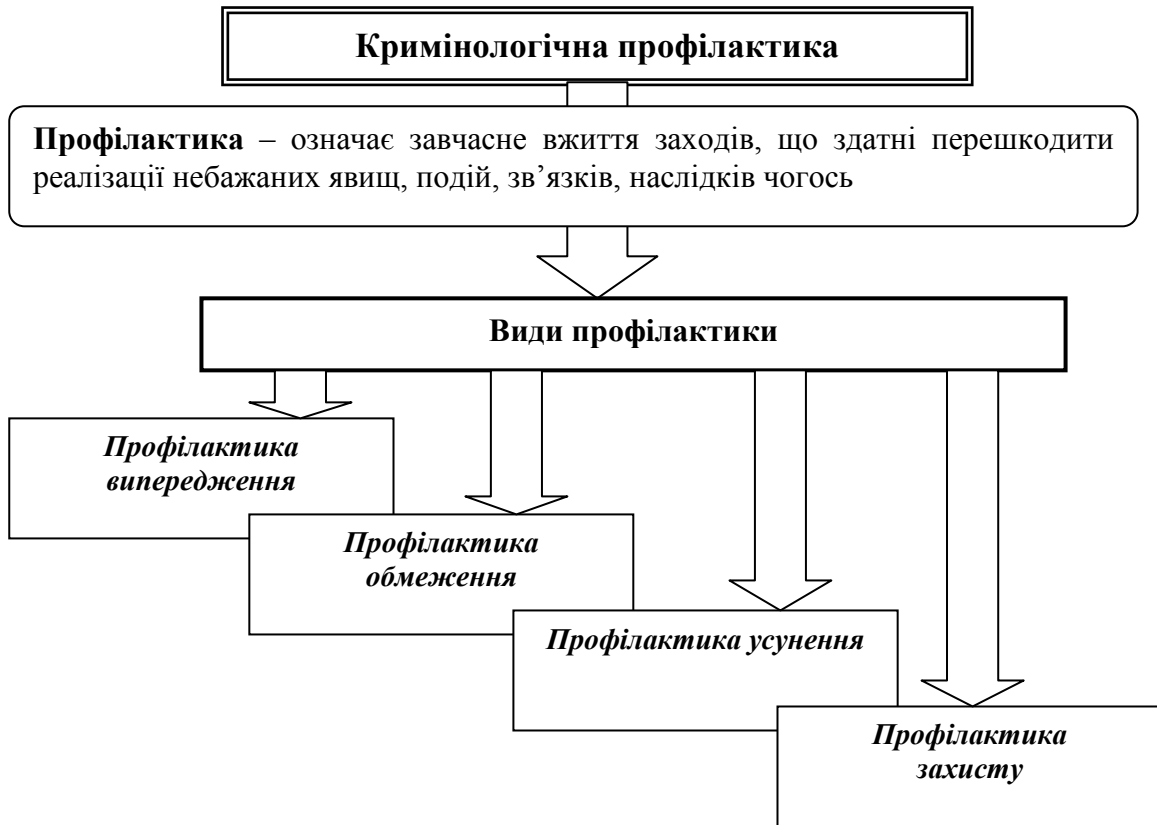 Кримінологічна профілактика
Профілактика – означає завчасне вжиття заходів, що здатні перешкодити
реалізації небажаних явищ, подій, зв’язків, наслідків чогось
Види профілактики
Профілактика
випередження
Профілактика
обмеження
Профілактика усунення
Профілактика
захисту